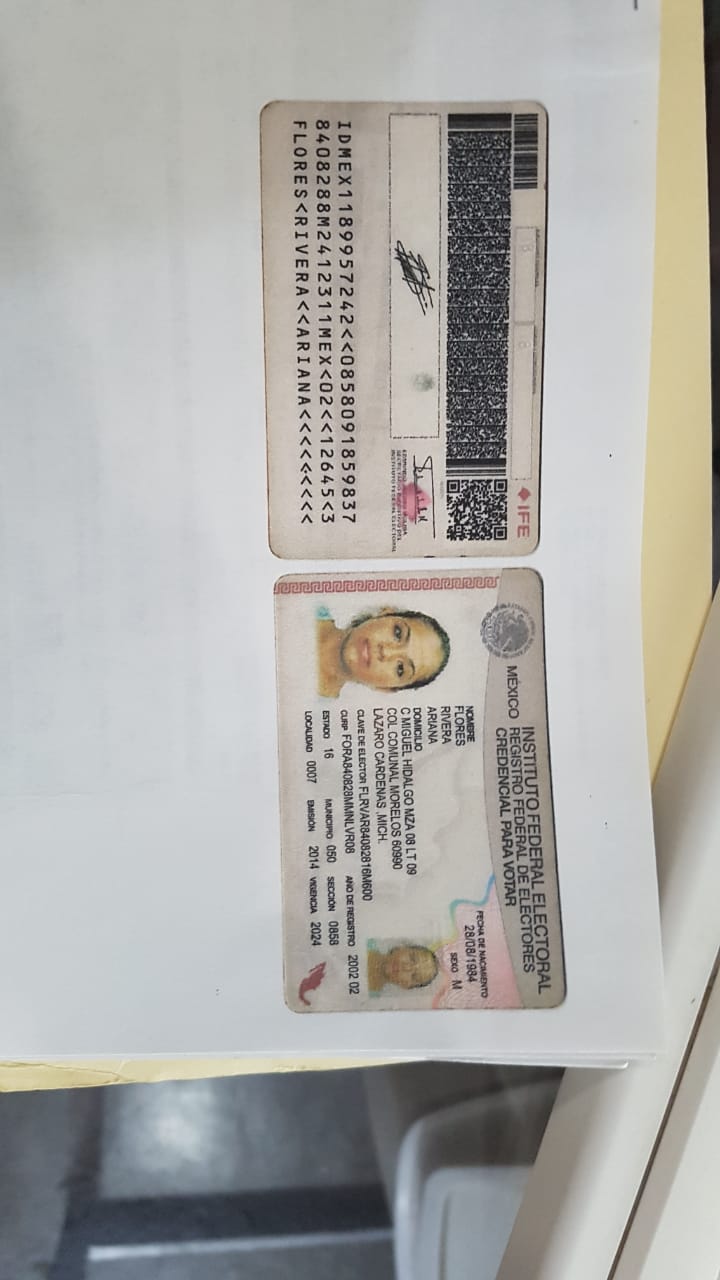 IFE
IDMEX1189957242<<0858091859837
8408288M2412311MEX<02<<12645<3
FLORES<RIVERA<<ARIANA<<<<<<<<<
INSTITUTO FEDERAL ELECTORAL
REGISTRO FEDERAL DE ELECTORES
CREDENCIAL PARA VOTAR
MÉXICO
NOMBRE
FLORES
RIVERA
ARIANA
FECHA DE NACIMIENTO
28/08/1984
SEXO M
DOMICILIO
C MIGUEL HIDALGO MZA 08 LT 09
COL COMUNAL MORELOS 60990
LAZARO CARDENAS ,MICH.
CLAVE DE ELECTOR FLRVAR84082816M600
CURP FORA840828MMNLVR08 AÑO DE REGISTRO 2002 02
ESTADO 16 MUNICIPIO 050 SECCIÓN 0858
LOCALIDAD 0007 EMISIÓN 2014 VIGENCIA 2024